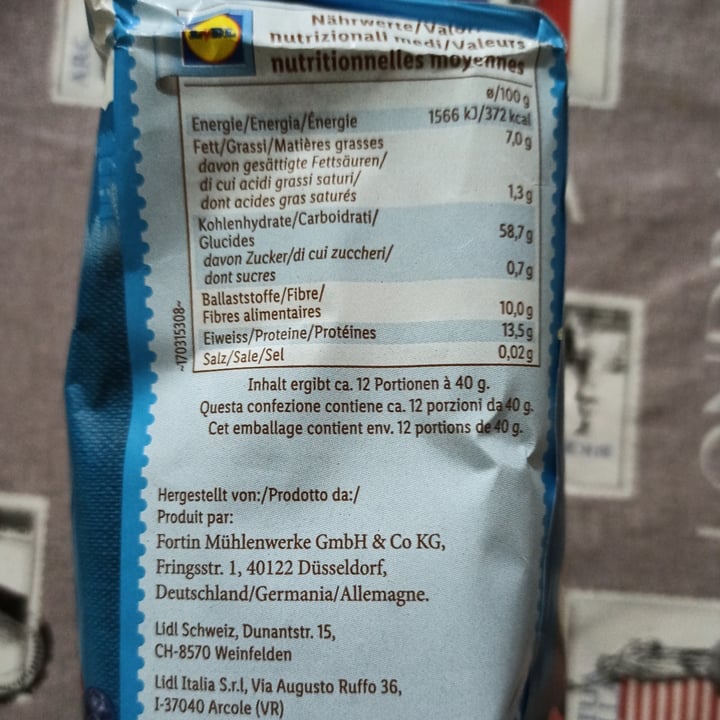 LIDL
Nährwerte/Valori
nutrizionali medi/Valeurs
nutritionnelles moyennes
ø/100 g
Energie/Energia/Énergie 1566 kJ/372 kcal
Fett/Grassi/Matières grasses 7,0 g
davon gesättigte Fettsäuren/
di cui acidi grassi saturi/
dont acides gras saturés 1,3 g
Kohlenhydrate/Carboidrati/
Glucides 58,7 g
davon Zucker/di cui zuccheri/
dont sucres 0,7 g
Ballaststoffe/Fibre/
Fibres alimentaires 10,0 g
Eiweiss/Proteine/Protéines 13,5 g
Salz/Sale/Sel 0,02 g
~170315308~
Inhalt ergibt ca. 12 Portionen à 40 g.
Questa confezione contiene ca. 12 porzioni da 40 g.
Cet emballage contient env. 12 portions de 40 g.
Hergestellt von:/Prodotto da:/
Produit par:
Fortin Mühlenwerke GmbH & Co KG,
Fringsstr. 1, 40122 Düsseldorf,
Deutschland/Germania/Allemagne.
Lidl Schweiz, Dunantstr. 15,
CH-8570 Weinfelden
Lidl Italia S.r.l, Via Augusto Ruffo 36,
I-37040 Arcole (VR)